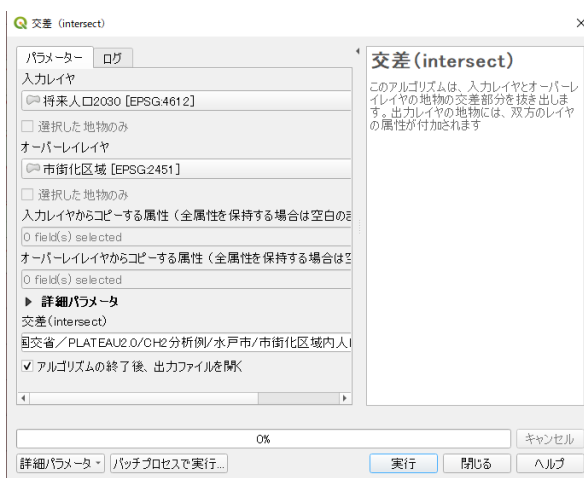 交差 (intersect)
パラメーター ログ
入力レイヤ
将来人口2030 [EPSG:4612]
選択した地物のみ
オーバーレイレイヤ
市街化区域 [EPSG:2451]
選択した地物のみ
入力レイヤからコピーする属性（全属性を保持する場合は空白のま
0 field(s) selected
オーバーレイレイヤからコピーする属性（全属性を保持する場合は空
0 field(s) selected
詳細パラメータ
交差(intersect)
国交省／PLATEAU2.0/CH2分析例/水戸市/市街化区域内人
アルゴリズムの終了後、出力ファイルを開く
交差(intersect)
このアルゴリズムは、入力レイヤとオーバーレ
イレイヤの地物の交差部分を抜き出しま
す。出力レイヤの地物には、双方のレイヤ
の属性が付加されます
0%
キャンセル
詳細パラメータ バッチプロセスで実行... 実行 閉じる ヘルプ